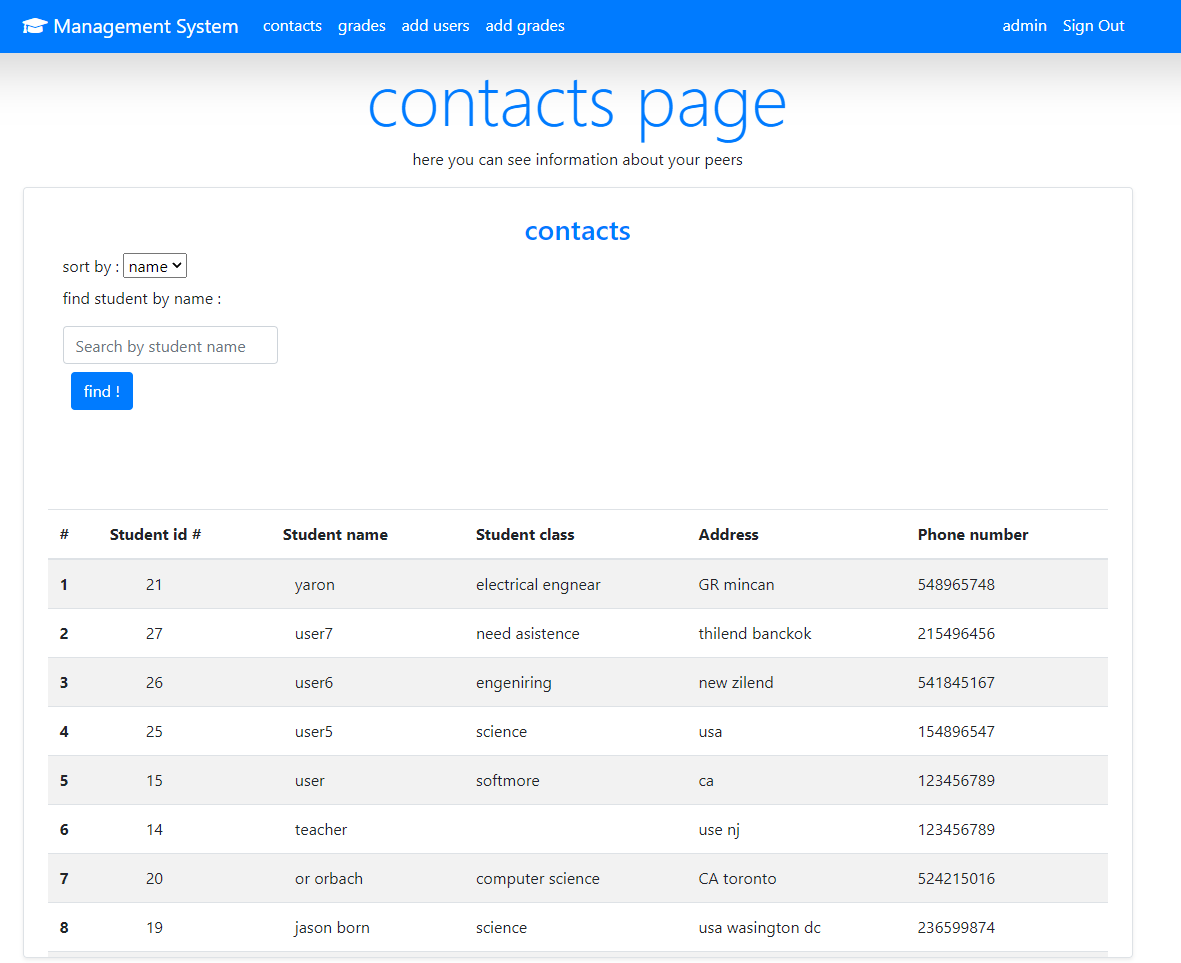 Management System contacts grades add users add grades admin Sign Out
contacts page
here you can see information about your peers
contacts
sort by : name
find student by name :
Search by student name
find !
# Student id # Student name Student class Address Phone number
1 21 yaron electrical engnear GR mincan 548965748
2 27 user7 need asistence thilend banckok 215496456
3 26 user6 engeniring new zilend 541845167
4 25 user5 science usa 154896547
5 15 user softmore ca 123456789
6 14 teacher use nj 123456789
7 20 or orbach computer science CA toronto 524215016
8 19 jason born science usa wasington dc 236599874